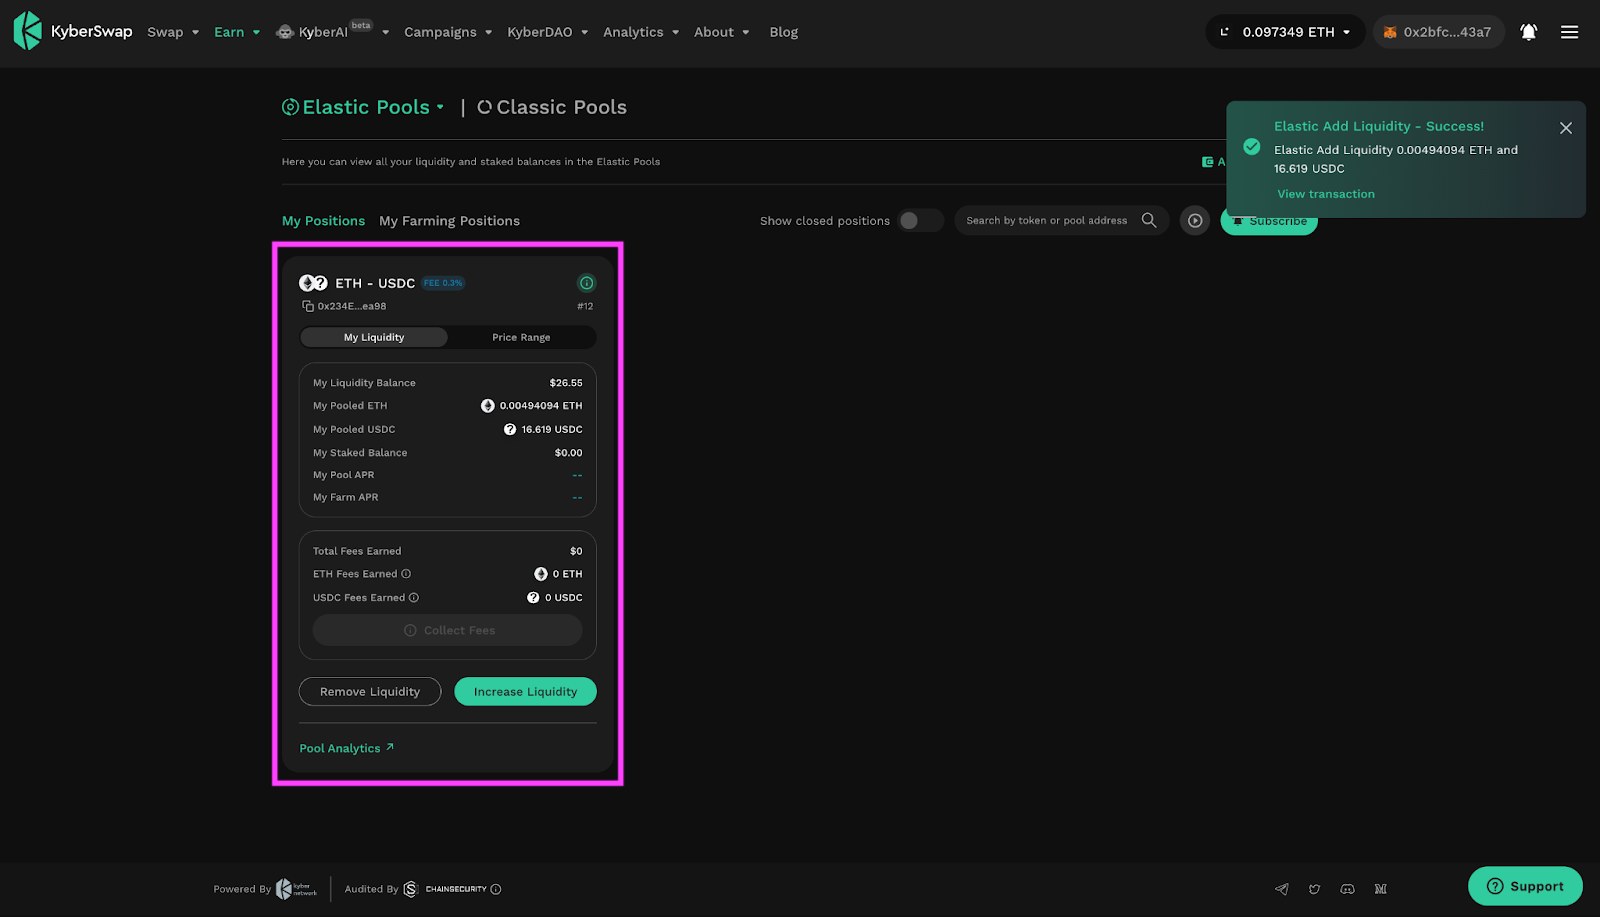 KyberSwap Swap Earn KyberAI beta Campaigns KyberDAO Analytics About Blog 0.097349 ETH 0x2bfc...43a7
Elastic Pools | Classic Pools
Elastic Add Liquidity - Success!
Elastic Add Liquidity 0.00494094 ETH and
16.619 USDC
View transaction
Here you can view all your liquidity and staked balances in the Elastic Pools
My Positions My Farming Positions Show closed positions Search by token or pool address Subscribe
ETH - USDC FEE 0.3%
0x234E...ea98 #12
My Liquidity Price Range
My Liquidity Balance $26.55
My Pooled ETH 0.00494094 ETH
My Pooled USDC 16.619 USDC
My Staked Balance $0.00
My Pool APR --
My Farm APR --
Total Fees Earned $0
ETH Fees Earned 0 ETH
USDC Fees Earned 0 USDC
Collect Fees
Remove Liquidity Increase Liquidity
Pool Analytics ↗
Powered By kyber network Audited By CHAINSECURITY
Support